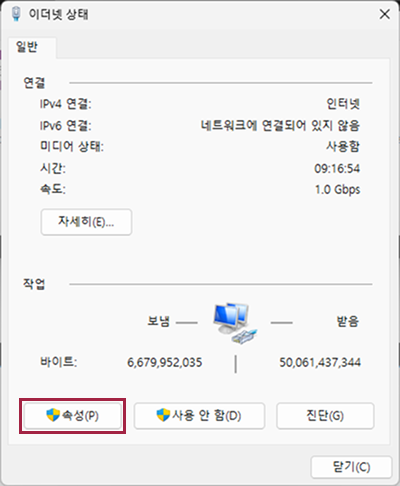 이더넷 상태
일반
연결
IPv4 연결: 인터넷
IPv6 연결: 네트워크에 연결되어 있지 않음
미디어 상태: 사용함
시간: 09:16:54
속도: 1.0 Gbps
자세히(E)...
작업
보냄 — — 받음
바이트: 6,679,952,035 | 50,061,437,344
속성(P) 사용 안 함(D) 진단(G)
닫기(C)